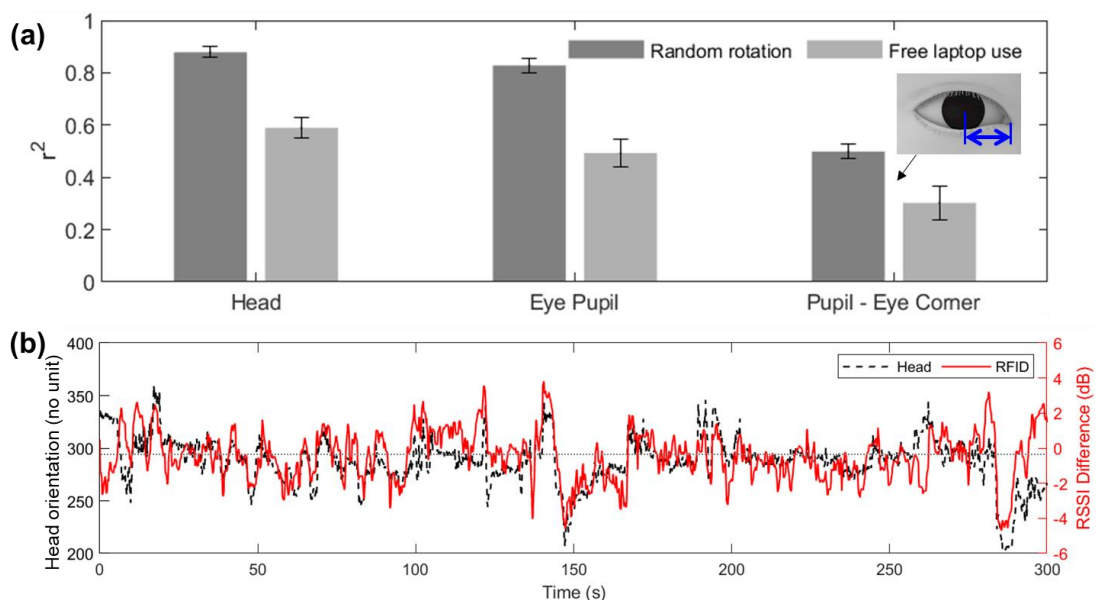 (a)
1
0.8
0.6
0.4
0.2
0
r²
Random rotation
Free laptop use
Head
Eye Pupil
Pupil - Eye Corner
(b)
400
350
300
250
200
Head orientation (no unit)
Head
RFID
6
4
2
0
-2
-4
-6
RSSI Difference (dB)
0 50 100 150 200 250 300
Time (s)